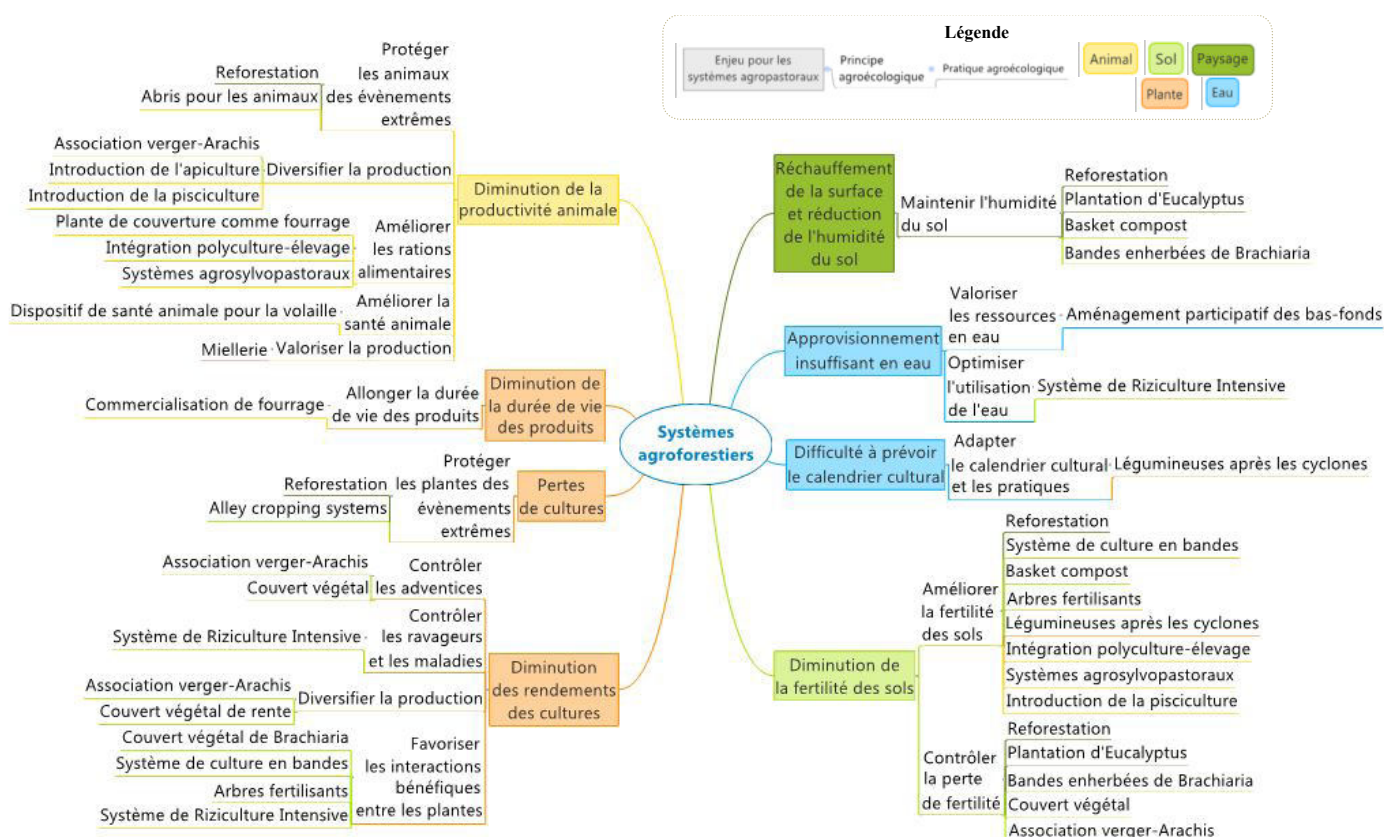 Légende
Enjeu pour les
systèmes agropastoraux
Principe
agroécologique
Pratique agroécologique
Animal
Sol
Paysage
Plante
Eau
Systèmes
agroforestiers
Diminution de la
productivité animale
Protéger
les animaux
des évènements
extrêmes
Reforestation
Abris pour les animaux
Diversifier la production
Association verger-Arachis
Introduction de l'apiculture
Introduction de la pisciculture
Améliorer
les rations
alimentaires
Plante de couverture comme fourrage
Intégration polyculture-élevage
Systèmes agrosylvopastoraux
Améliorer la
santé animale
Dispositif de santé animale pour la volaille
Valoriser la production
Miellerie
Diminution de
la durée de vie
des produits
Allonger la durée
de vie des produits
Commercialisation de fourrage
Pertes
de cultures
Protéger
les plantes des
évènements
extrêmes
Reforestation
Alley cropping systems
Diminution
des rendements
des cultures
Contrôler
les adventices
Association verger-Arachis
Couvert végétal
Contrôler
les ravageurs
et les maladies
Système de Riziculture Intensive
Diversifier la production
Association verger-Arachis
Couvert végétal de rente
Favoriser
les interactions
bénéfiques
entre les plantes
Couvert végétal de Brachiaria
Système de culture en bandes
Arbres fertilisants
Système de Riziculture Intensive
Réchauffement
de la surface
et réduction
de l'humidité
du sol
Maintenir l'humidité
du sol
Reforestation
Plantation d'Eucalyptus
Basket compost
Bandes enherbées de Brachiaria
Approvisionnement
insuffisant en eau
Valoriser
les ressources
en eau
Aménagement participatif des bas-fonds
Optimiser
l'utilisation
de l'eau
Système de Riziculture Intensive
Difficulté à prévoir
le calendrier cultural
Adapter
le calendrier cultural
et les pratiques
Légumineuses après les cyclones
Diminution de
la fertilité des sols
Améliorer
la fertilité
des sols
Reforestation
Système de culture en bandes
Basket compost
Arbres fertilisants
Légumineuses après les cyclones
Intégration polyculture-élevage
Systèmes agrosylvopastoraux
Introduction de la pisciculture
Contrôler
la perte
de fertilité
Reforestation
Plantation d'Eucalyptus
Bandes enherbées de Brachiaria
Couvert végétal
Association verger-Arachis